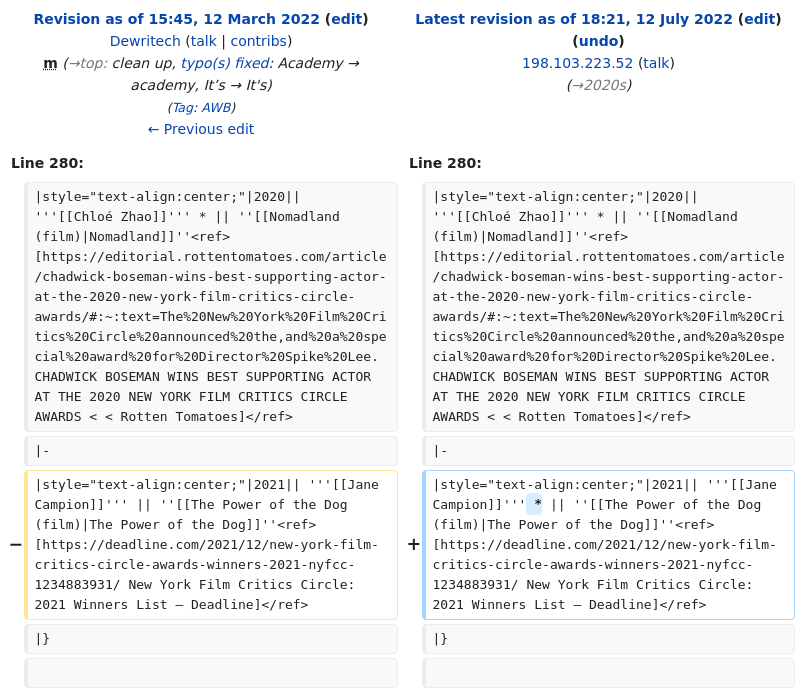 Revision as of 15:45, 12 March 2022 (edit)
Dewritech (talk | contribs)
m (→top: clean up, typo(s) fixed: Academy →
academy, It’s → It's)
(Tag: AWB)
← Previous edit
Latest revision as of 18:21, 12 July 2022 (edit)
(undo)
198.103.223.52 (talk)
(→2020s)
Line 280:
|style="text-align:center;"|2020||
'''[[Chloé Zhao]]''' * || ''[[Nomadland
(film)|Nomadland]]''<ref>
[https://editorial.rottentomatoes.com/article
/chadwick-boseman-wins-best-supporting-actor-
at-the-2020-new-york-film-critics-circle-
awards/#:~:text=The%20New%20York%20Film%20Cri
tics%20Circle%20announced%20the,and%20a%20spe
cial%20award%20for%20Director%20Spike%20Lee.
CHADWICK BOSEMAN WINS BEST SUPPORTING ACTOR
AT THE 2020 NEW YORK FILM CRITICS CIRCLE
AWARDS < < Rotten Tomatoes]</ref>
|-
−
|style="text-align:center;"|2021|| '''[[Jane
Campion]]''' || ''[[The Power of the Dog
(film)|The Power of the Dog]]''<ref>
[https://deadline.com/2021/12/new-york-film-
critics-circle-awards-winners-2021-nyfcc-
1234883931/ New York Film Critics Circle:
2021 Winners List – Deadline]</ref>
|}
Line 280:
|style="text-align:center;"|2020||
'''[[Chloé Zhao]]''' * || ''[[Nomadland
(film)|Nomadland]]''<ref>
[https://editorial.rottentomatoes.com/article
/chadwick-boseman-wins-best-supporting-actor-
at-the-2020-new-york-film-critics-circle-
awards/#:~:text=The%20New%20York%20Film%20Cri
tics%20Circle%20announced%20the,and%20a%20spe
cial%20award%20for%20Director%20Spike%20Lee.
CHADWICK BOSEMAN WINS BEST SUPPORTING ACTOR
AT THE 2020 NEW YORK FILM CRITICS CIRCLE
AWARDS < < Rotten Tomatoes]</ref>
|-
+
|style="text-align:center;"|2021|| '''[[Jane
Campion]]''' * || ''[[The Power of the Dog
(film)|The Power of the Dog]]''<ref>
[https://deadline.com/2021/12/new-york-film-
critics-circle-awards-winners-2021-nyfcc-
1234883931/ New York Film Critics Circle:
2021 Winners List – Deadline]</ref>
|}